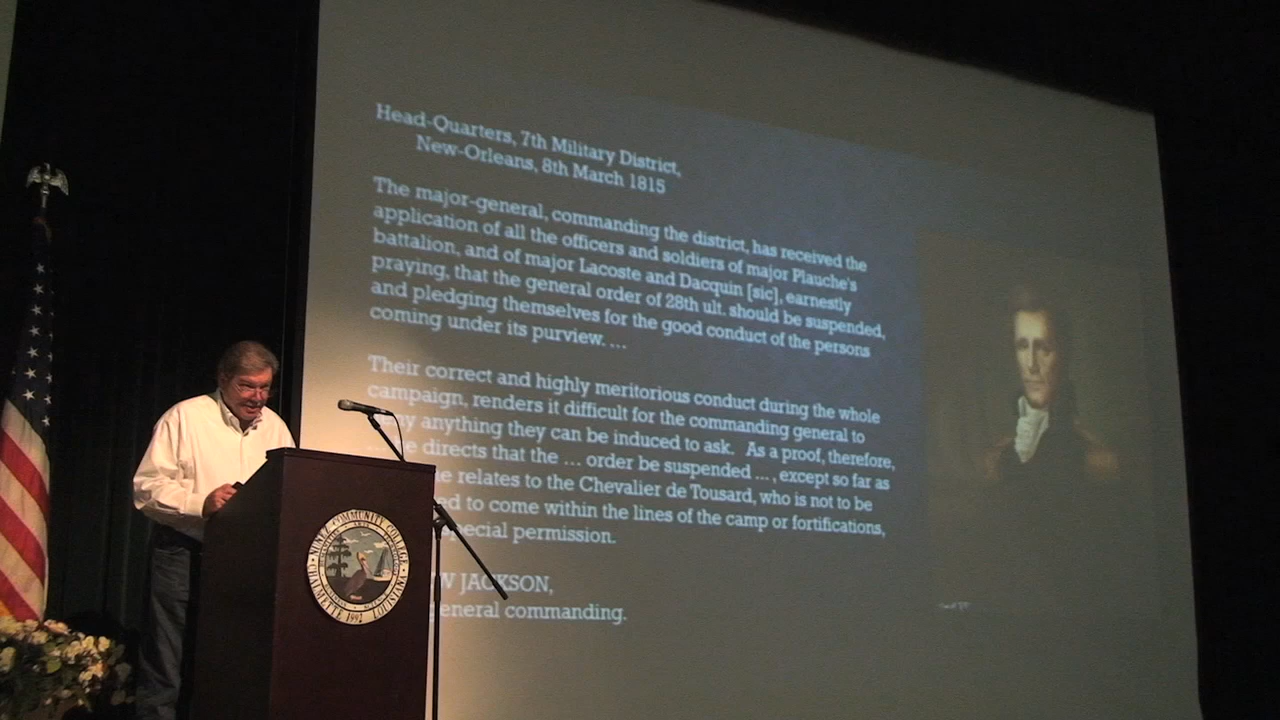 Head-Quarters, 7th Military District,
New-Orleans, 8th March 1815
The major-general, commanding the district, has received the
application of all the officers and soldiers of major Plauche's
battalion, and of major Lacoste and Dacquin [sic], earnestly
praying, that the general order of 28th ult. should be suspended,
and pledging themselves for the good conduct of the persons
coming under its purview. ...
Their correct and highly meritorious conduct during the whole
campaign, renders it difficult for the commanding general to
anything they can be induced to ask. As a proof, therefore,
directs that the ... order be suspended ... , except so far as
relates to the Chevalier de Tousard, who is not to be
to come within the lines of the camp or fortifications,
permission.
JACKSON,
commanding.
NUNEZ COMMUNITY COLLEGE
CHALMETTE 1992 LOUISIANA